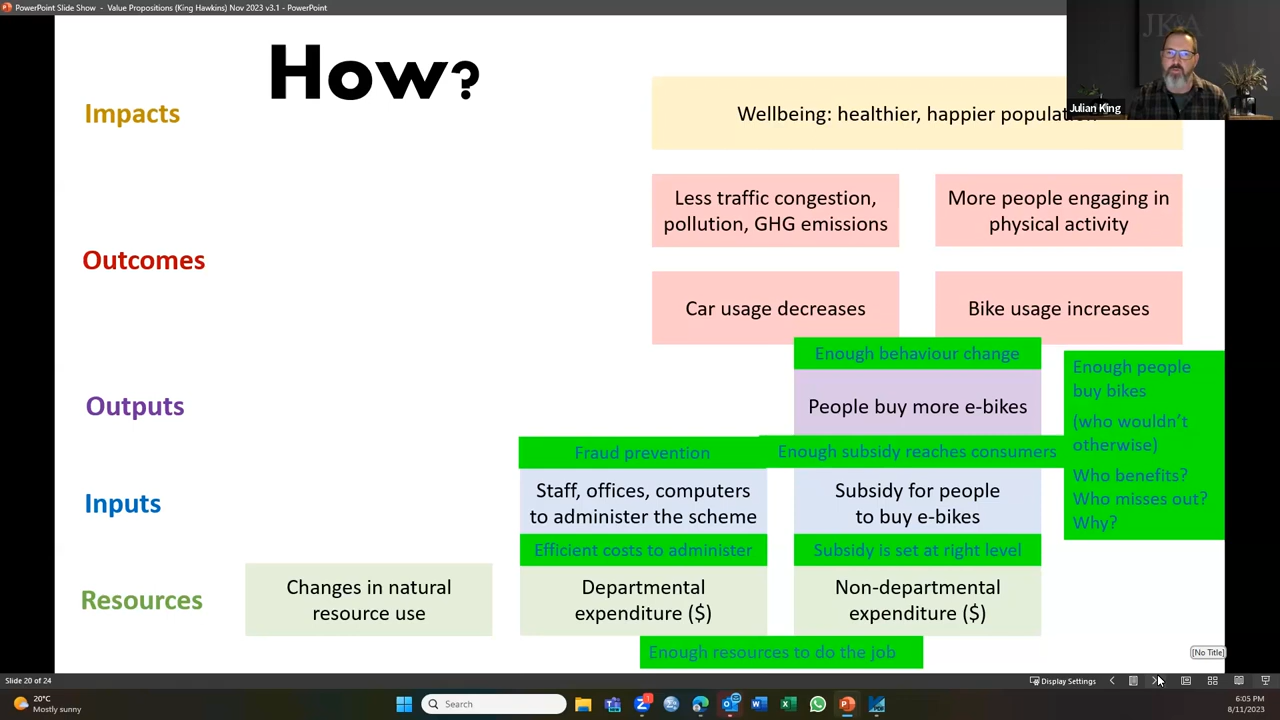 PowerPoint Slide Show - Value Propositions (King Hawkins) Nov 2023 v3.1 - PowerPoint
JK&A
How?
Julian King
Impacts
Wellbeing: healthier, happier population
Less traffic congestion,
pollution, GHG emissions
More people engaging in
physical activity
Outcomes
Car usage decreases
Bike usage increases
Enough behaviour change
Enough people
buy bikes
(who wouldn't
otherwise)
Who benefits?
Who misses out?
Why?
Outputs
People buy more e-bikes
Fraud prevention
Enough subsidy reaches consumers
Inputs
Staff, offices, computers
to administer the scheme
Subsidy for people
to buy e-bikes
Efficient costs to administer
Subsidy is set at right level
Resources
Changes in natural
resource use
Departmental
expenditure ($)
Non-departmental
expenditure ($)
Enough resources to do the job
[No Title]
Slide 20 of 24
Display Settings
20°C
Mostly sunny
Search
1
6:05 PM
8/11/2023